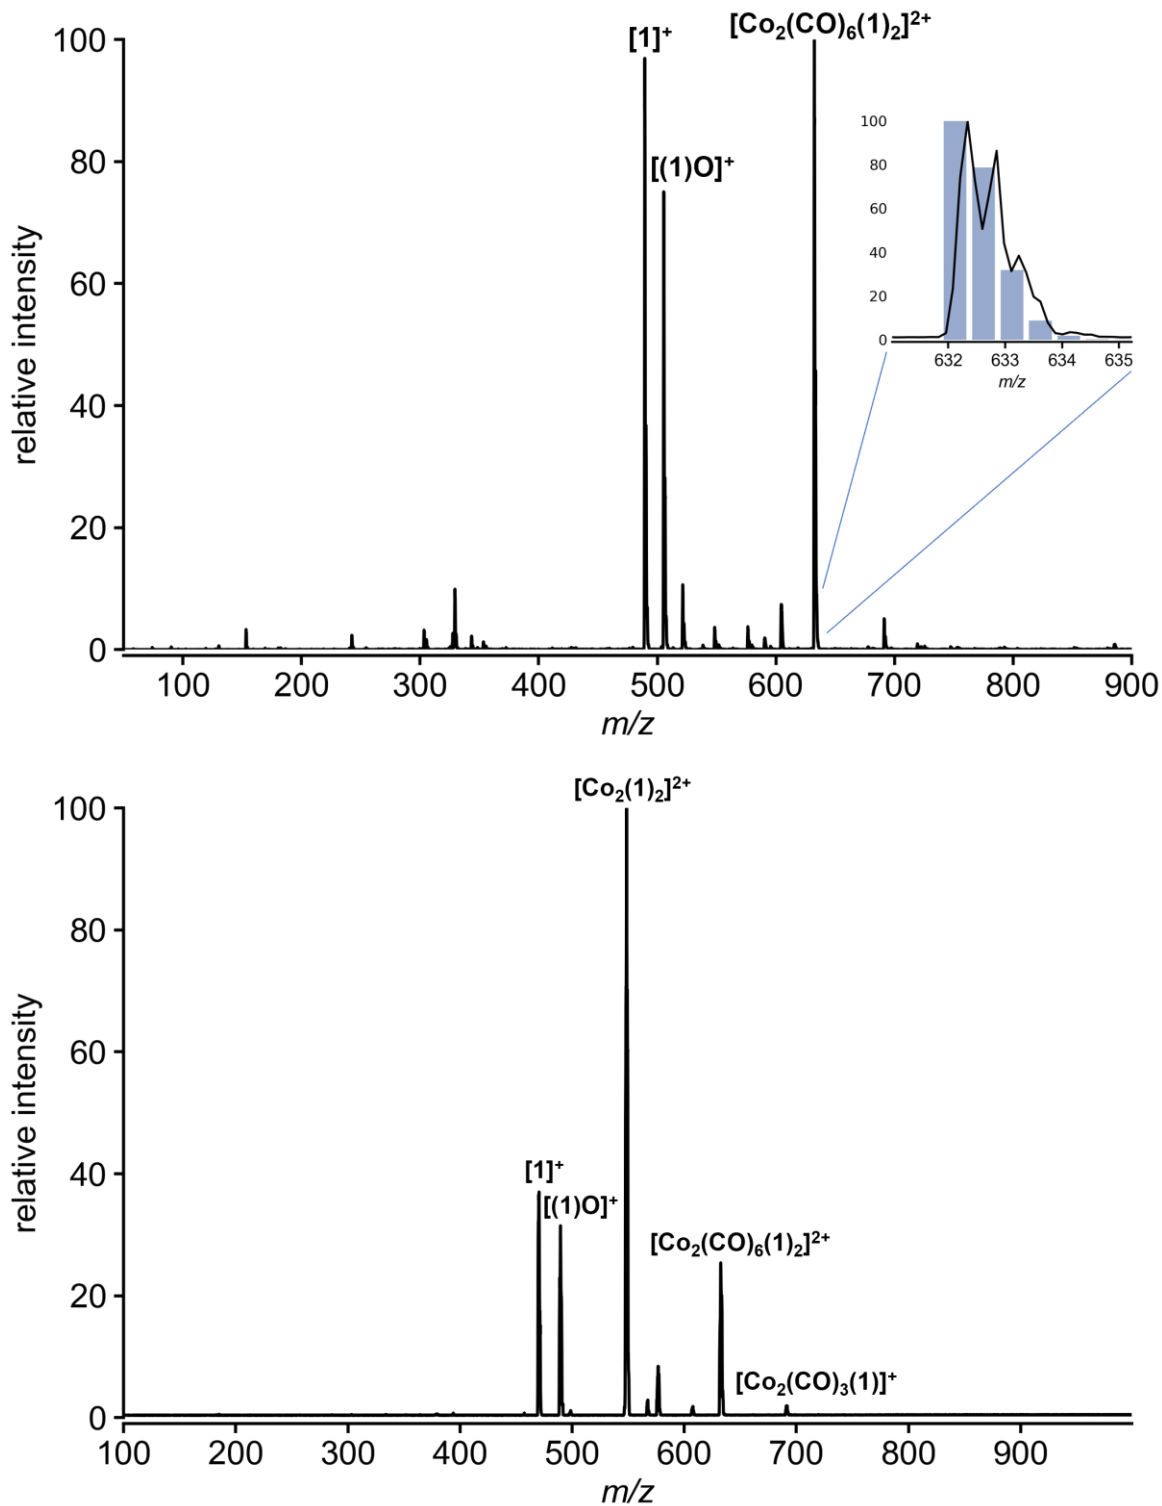 [Co₂(CO)₆(1)₂]²⁺
[1]⁺
[(1)O]⁺
100
80
60
40
20
0
relative intensity
100
80
60
40
20
0
632 633 634 635
m/z
100 200 300 400 500 600 700 800 900
m/z
[Co₂(1)₂]²⁺
100
80
60
40
20
0
relative intensity
[1]⁺
[(1)O]⁺
[Co₂(CO)₆(1)₂]²⁺
[Co₂(CO)₃(1)]⁺
100 200 300 400 500 600 700 800 900
m/z